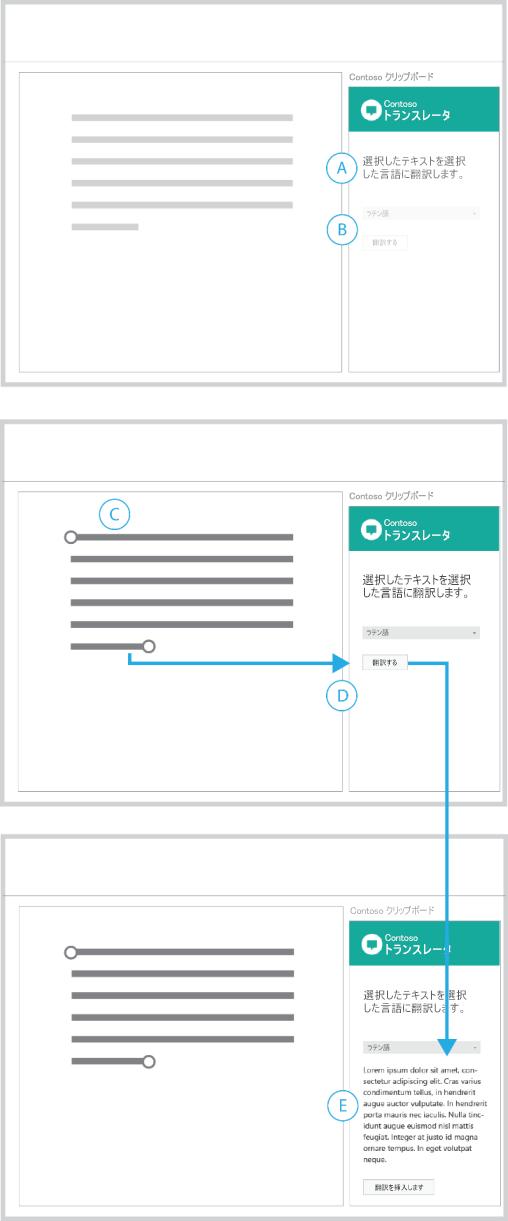 Contoso クリップボード
Contoso
トランスレータ
A
選択したテキストを選択
した言語に翻訳します。
ラテン語
B
翻訳する
Contoso クリップボード
C
Contoso
トランスレータ
選択したテキストを選択
した言語に翻訳します。
ラテン語
翻訳する
D
Contoso クリップボード
Contoso
トランスレータ
選択したテキストを選択
した言語に翻訳します。
ラテン語
Lorem ipsum dolor sit amet, con-
sectetur adipiscing elit. Cras varius
condimentum tellus, in hendrerit
E
augue auctor vulputate. In hendrerit
porta mauris nec iaculis. Nulla tinc-
idunt augue euismod nisl mattis
feugiat. Integer at justo id magna
ornare tempus. In eget volutpat
neque.
翻訳を挿入します